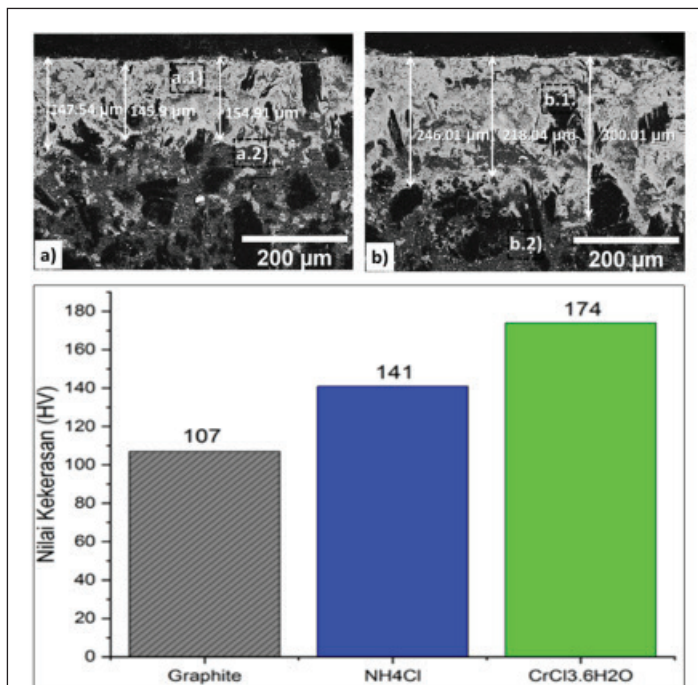 a.1)
147.54 µm 145.9 µm 154.91 µm
a.2)
a) 200 µm
b.1)
246.01 µm 218.04 µm 300.01 µm
b.2)
b) 200 µm
Nilai Kekerasan (HV)
180
160
140
120
100
80
60
40
20
0
107
141
174
Graphite NH4Cl CrCl3.6H2O